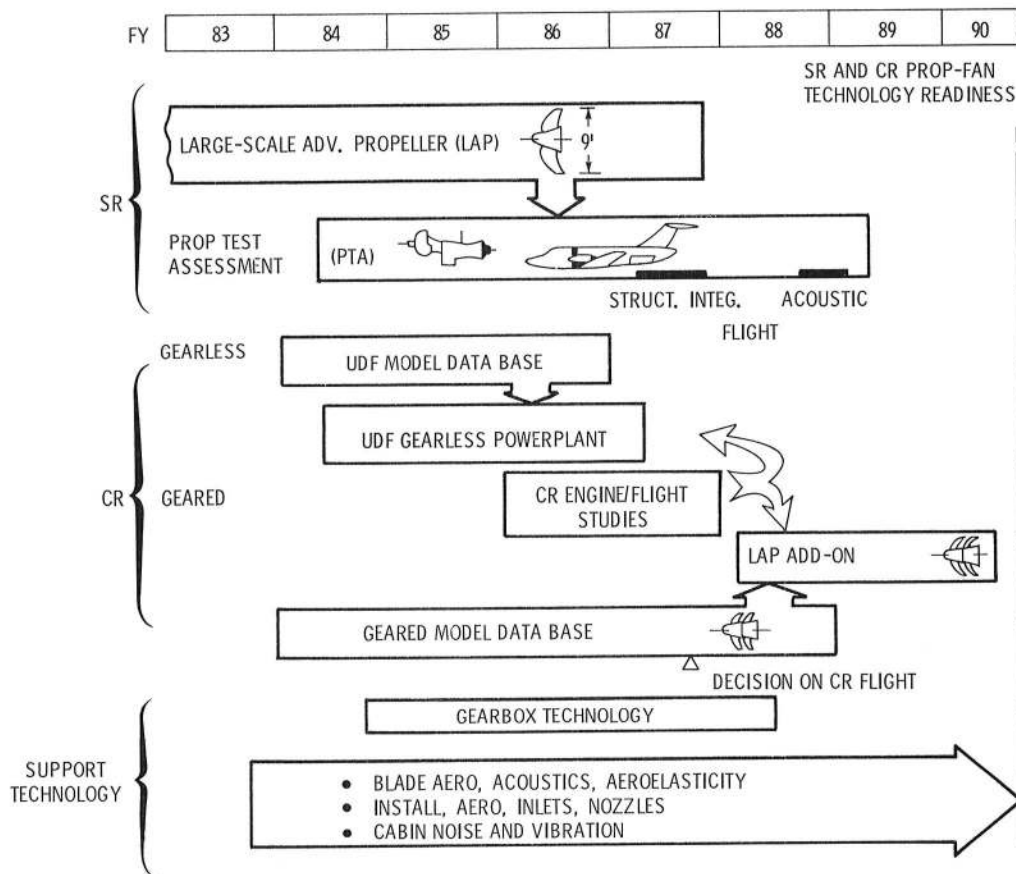 FY 83 84 85 86 87 88 89 90
SR AND CR PROP-FAN
TECHNOLOGY READINESS
SR
LARGE-SCALE ADV. PROPELLER (LAP)
9'
PROP TEST
ASSESSMENT
(PTA)
STRUCT. INTEG.
ACOUSTIC
FLIGHT
CR
GEARLESS
UDF MODEL DATA BASE
UDF GEARLESS POWERPLANT
GEARED
CR ENGINE/FLIGHT
STUDIES
LAP ADD-ON
GEARED MODEL DATA BASE
DECISION ON CR FLIGHT
SUPPORT
TECHNOLOGY
GEARBOX TECHNOLOGY
• BLADE AERO, ACOUSTICS, AEROELASTICITY
• INSTALL, AERO, INLETS, NOZZLES
• CABIN NOISE AND VIBRATION